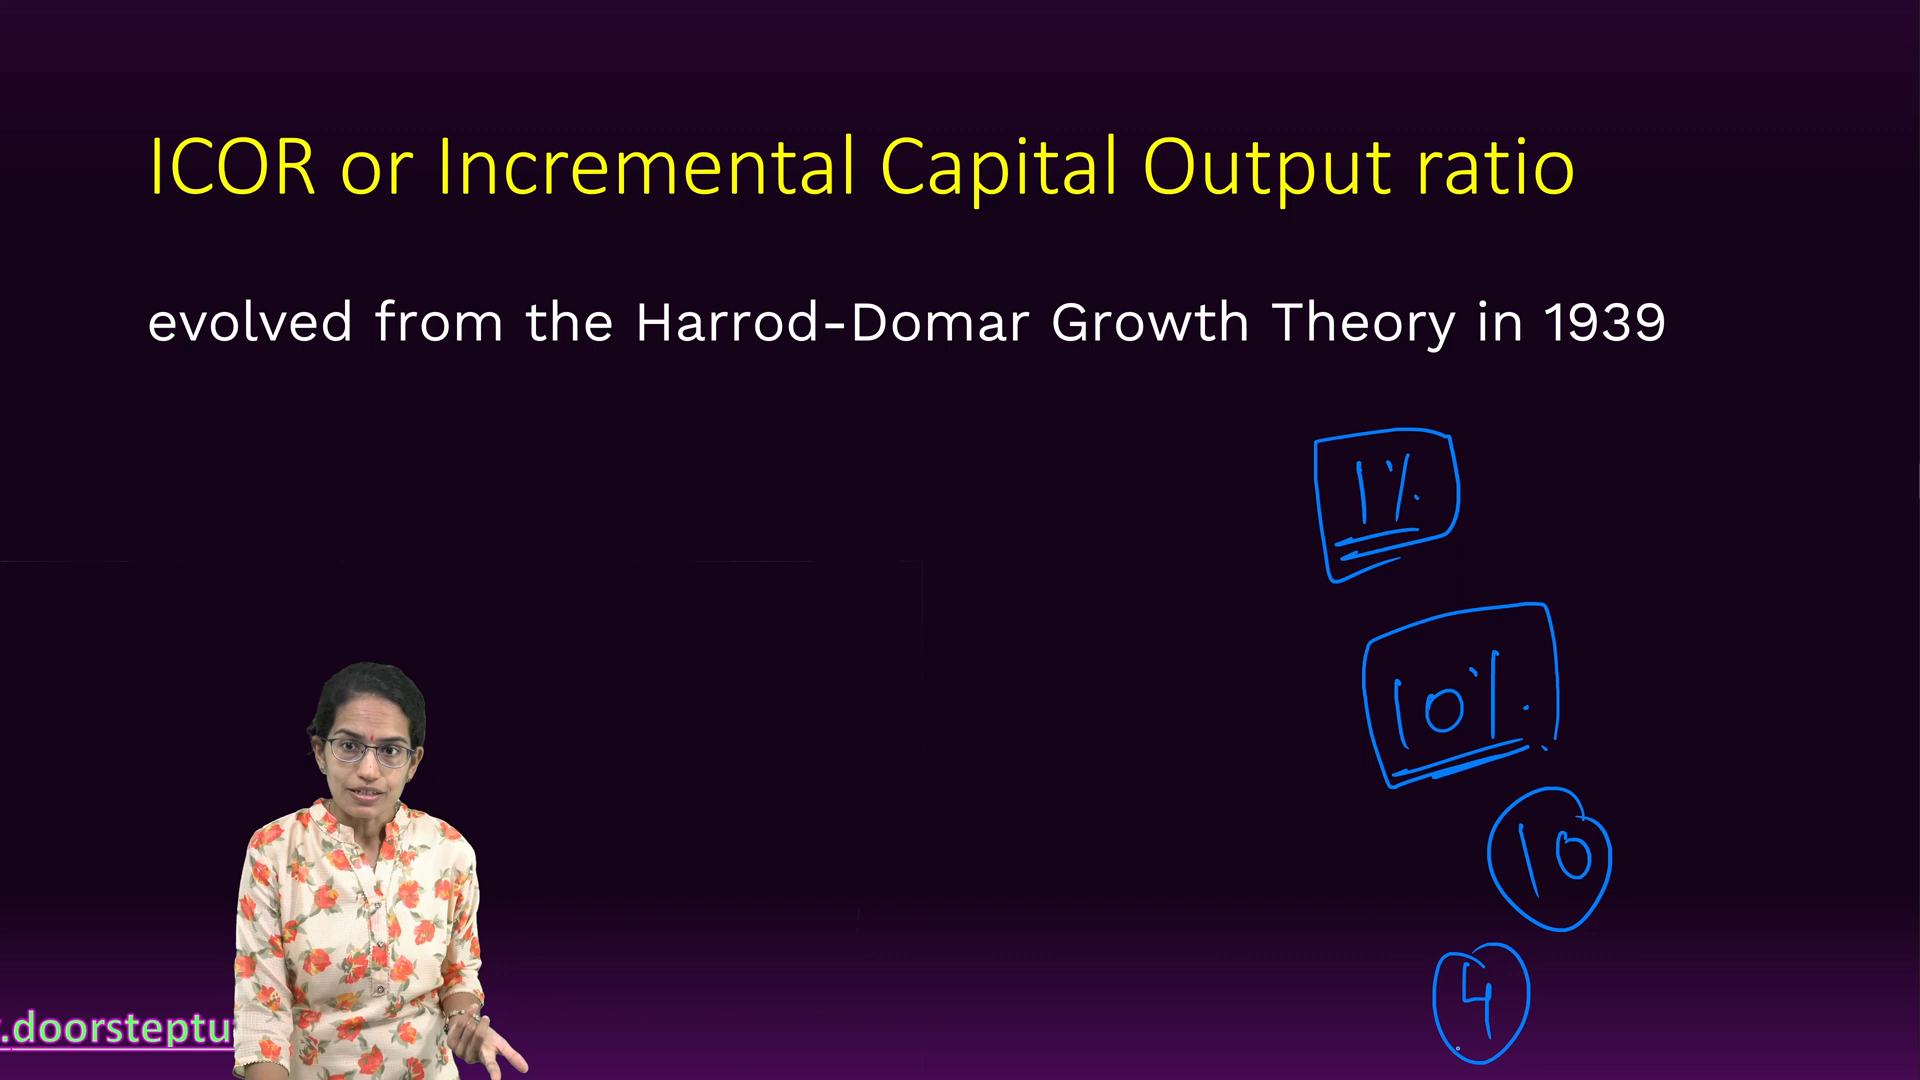 ICOR or Incremental Capital Output ratio
evolved from the Harrod-Domar Growth Theory in 1939
1%
10%
10
4
.doorsteptu